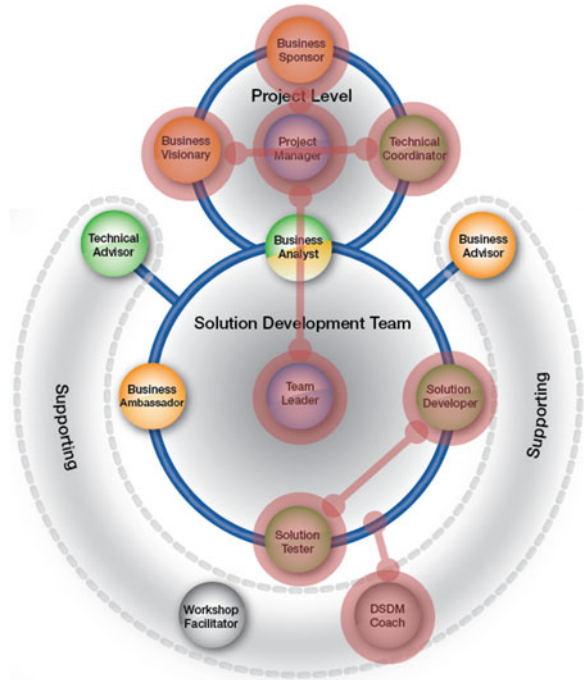 Business
Sponsor
Project Level
Business
Visionary
Project
Manager
Technical
Coordinator
Technical
Advisor
Business
Analyst
Business
Advisor
Solution Development Team
Business
Ambassador
Team
Leader
Solution
Developer
Supporting
Supporting
Solution
Tester
Workshop
Facilitator
DSDM
Coach